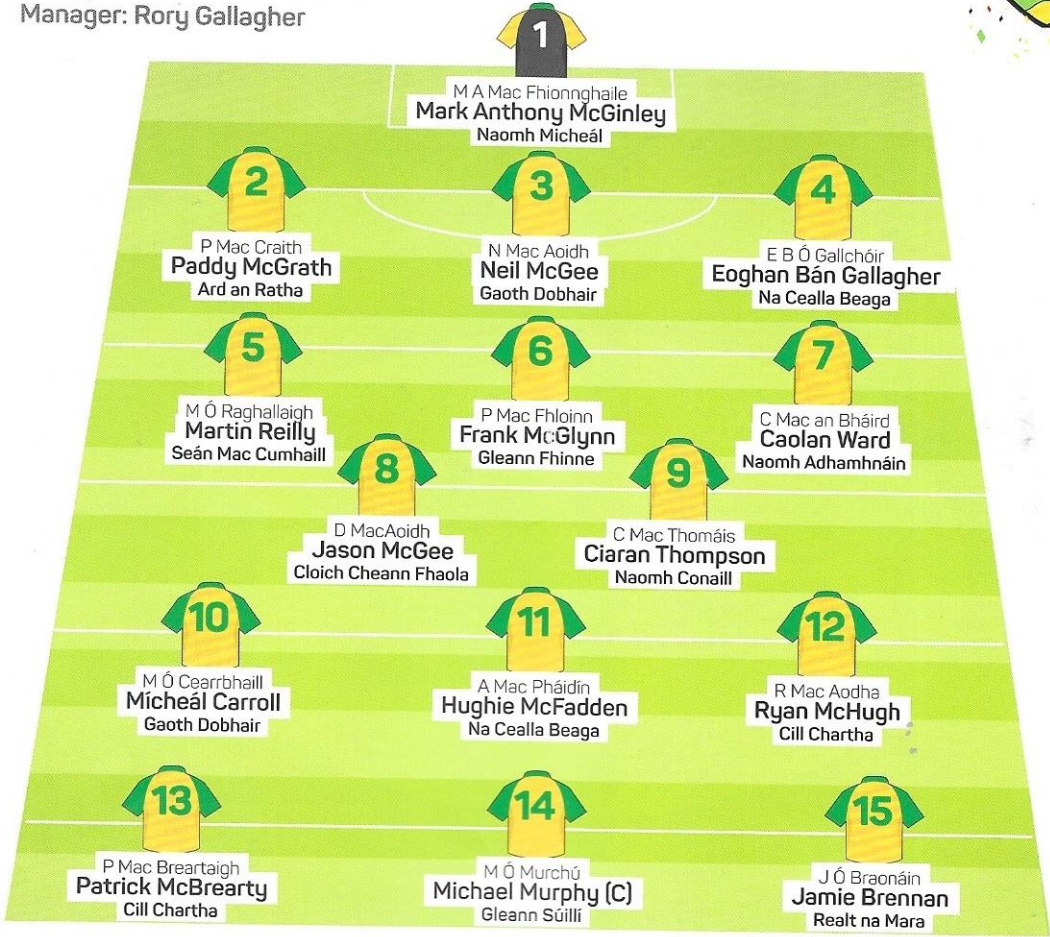 Manager: Rory Gallagher
1
M A Mac Fhionnghaile
Mark Anthony McGinley
Naomh Micheál
2
P Mac Craith
Paddy McGrath
Ard an Ratha
3
N Mac Aoidh
Neil McGee
Gaoth Dobhair
4
E B Ó Gallchóir
Eoghan Bán Gallagher
Na Cealla Beaga
5
M Ó Raghallaigh
Martin Reilly
Seán Mac Cumhaill
6
P Mac Fhloinn
Frank McGlynn
Gleann Fhinne
7
C Mac an Bháird
Caolan Ward
Naomh Adhamhnáin
8
D MacAoidh
Jason McGee
Cloich Cheann Fhaola
9
C Mac Thomáis
Ciaran Thompson
Naomh Conaill
10
M Ó Cearrbhaill
Mícheál Carroll
Gaoth Dobhair
11
A Mac Pháidín
Hughie McFadden
Na Cealla Beaga
12
R Mac Aodha
Ryan McHugh
Cill Chartha
13
P Mac Breartaigh
Patrick McBrearty
Cill Chartha
14
M Ó Murchú
Michael Murphy (C)
Gleann Súillí
15
J Ó Braonáin
Jamie Brennan
Realt na Mara